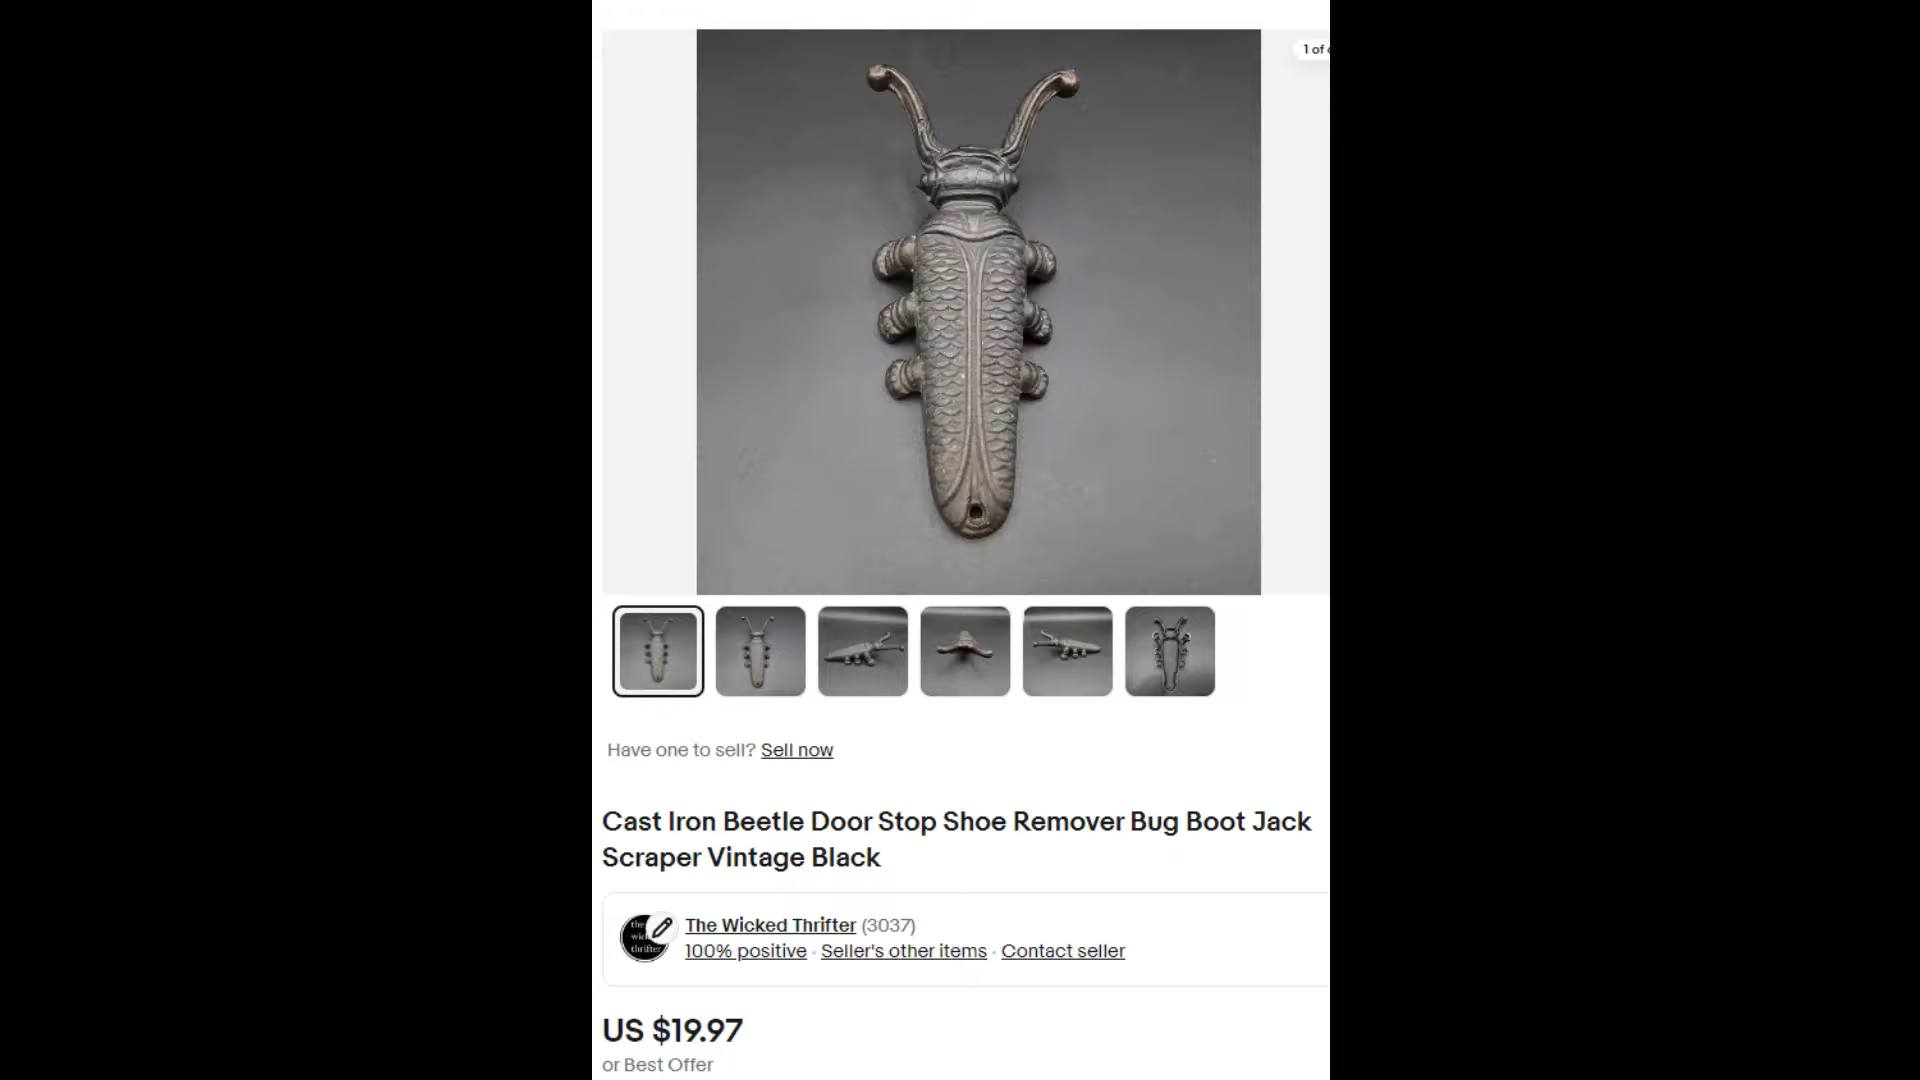 1 of
Have one to sell? Sell now
Cast Iron Beetle Door Stop Shoe Remover Bug Boot Jack
Scraper Vintage Black
the
thrifter
The Wicked Thrifter (3037)
100% positive · Seller's other items · Contact seller
US $19.97
or Best Offer